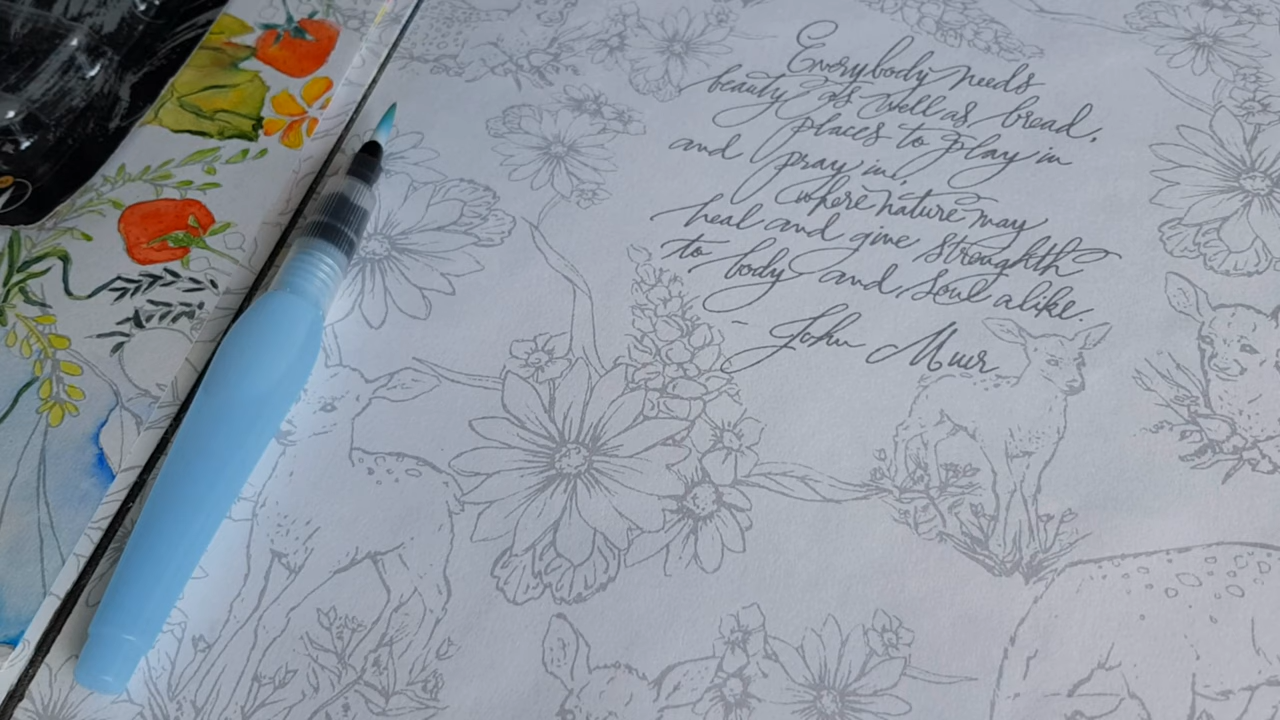 Everybody needs
beauty as well as bread,
places to play in
and pray in,
where nature may
heal and give stroughth
to body and soul alike.
- John Muir